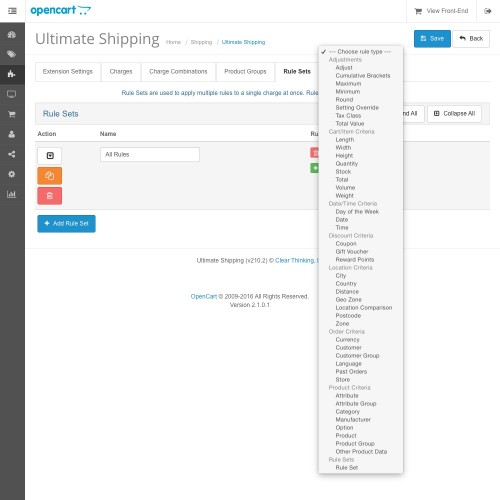 opencart
View Front-End
Ultimate Shipping
Home / Shipping / Ultimate Shipping
Save
Back
Extension Settings
Charges
Charge Combinations
Product Groups
Rule Sets
Rule Sets are used to apply multiple rules to a single charge at once. Rule
Rule Sets
nd All
Collapse All
Action
Name
Ru
All Rules
Add Rule Set
Ultimate Shipping (v210.2) © Clear Thinking,
OpenCart © 2009-2016 All Rights Reserved.
Version 2.1.0.1
✓ --- Choose rule type ---
Adjustments
Adjust
Cumulative Brackets
Maximum
Minimum
Round
Setting Override
Tax Class
Total Value
Cart/Item Criteria
Length
Width
Height
Quantity
Stock
Total
Volume
Weight
Date/Time Criteria
Day of the Week
Date
Time
Discount Criteria
Coupon
Gift Voucher
Reward Points
Location Criteria
City
Country
Distance
Geo Zone
Location Comparison
Postcode
Zone
Order Criteria
Currency
Customer
Customer Group
Language
Past Orders
Store
Product Criteria
Attribute
Attribute Group
Category
Manufacturer
Option
Product
Product Group
Other Product Data
Rule Sets
Rule Set